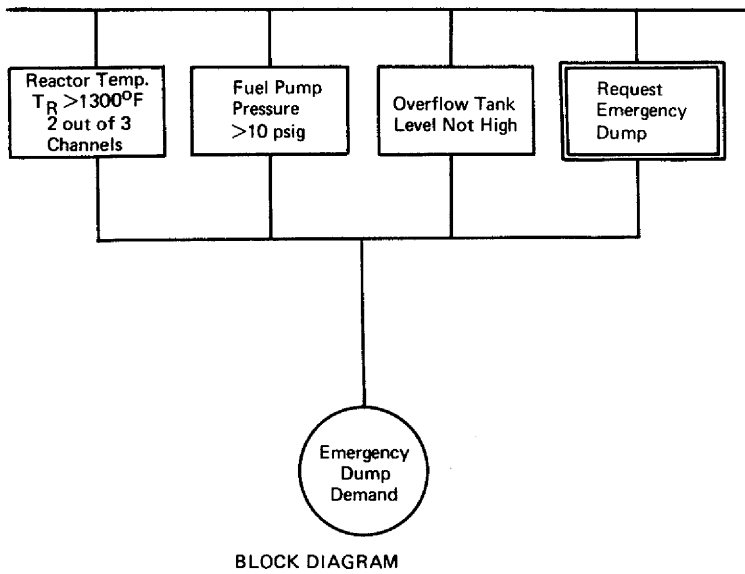 Reactor Temp.
T_R >1300°F
2 out of 3
Channels
Fuel Pump
Pressure
>10 psig
Overflow Tank
Level Not High
Request
Emergency
Dump
Emergency
Dump
Demand
BLOCK DIAGRAM